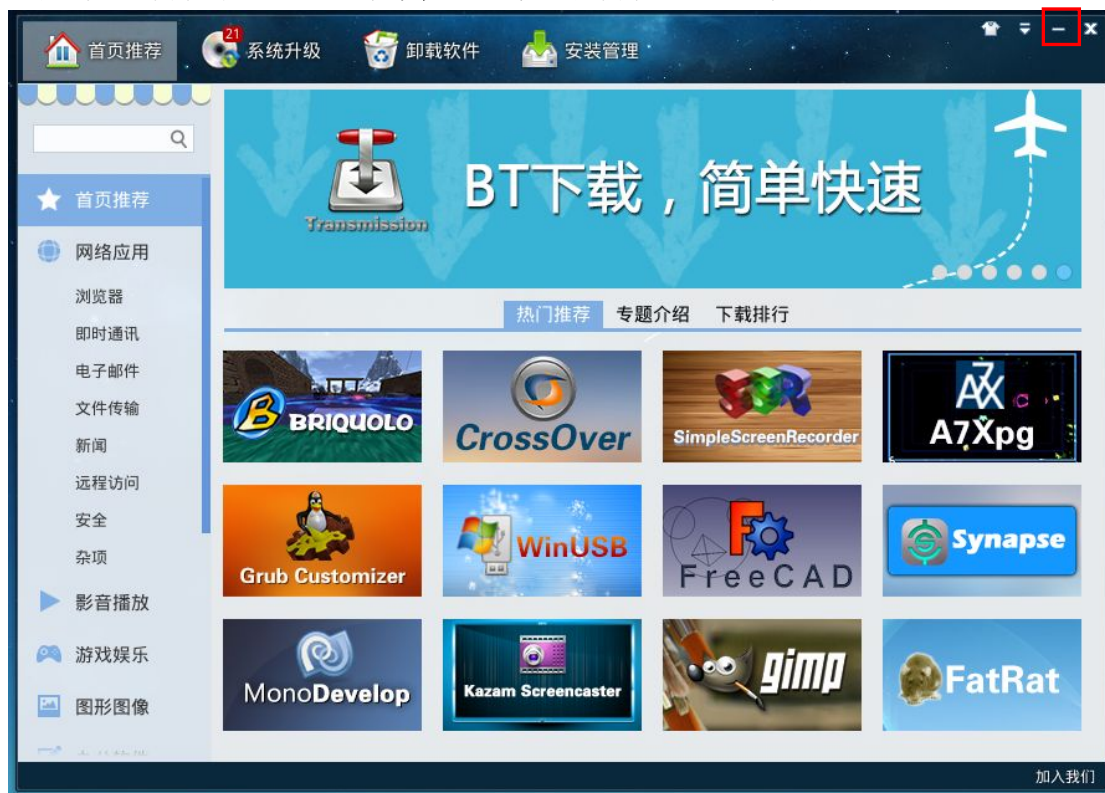 首页推荐
21
系统升级
卸载软件
安装管理
Transmission
BT下载，简单快速
首页推荐
网络应用
浏览器
即时通讯
电子邮件
文件传输
新闻
远程访问
安全
杂项
影音播放
游戏娱乐
图形图像
热门推荐 专题介绍 下载排行
BRIQUOLO
CrossOver
SSR
SimpleScreenRecorder
A7X
A7Xpg
Grub Customizer
WinUSB
FreeCAD
Synapse
MonoDevelop
Kazam Screencaster
gimp
FatRat
加入我们